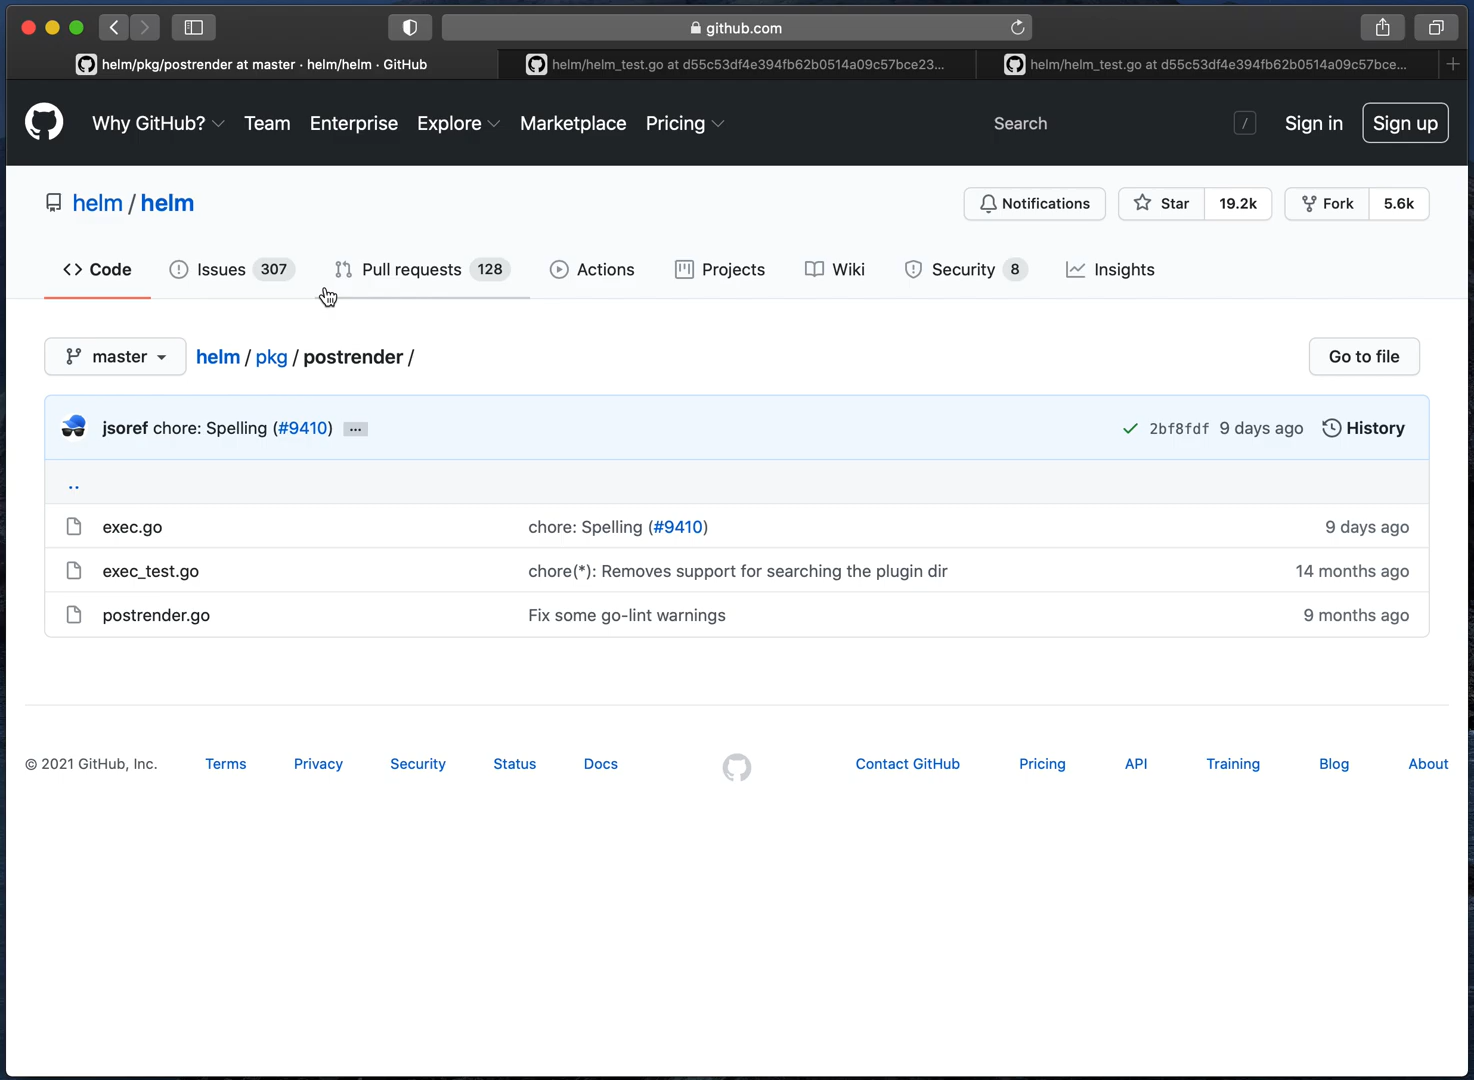 github.com
helm/pkg/postrender at master · helm/helm · GitHub
helm/helm_test.go at d55c53df4e394fb62b0514a09c57bce23...
helm/helm_test.go at d55c53df4e394fb62b0514a09c57bce...
Why GitHub? Team Enterprise Explore Marketplace Pricing Search / Sign in Sign up
helm / helm Notifications Star 19.2k Fork 5.6k
Code Issues 307 Pull requests 128 Actions Projects Wiki Security 8 Insights
master helm / pkg / postrender / Go to file
jsoref chore: Spelling (#9410) ... 2bf8fdf 9 days ago History
..
exec.go chore: Spelling (#9410) 9 days ago
exec_test.go chore(*): Removes support for searching the plugin dir 14 months ago
postrender.go Fix some go-lint warnings 9 months ago
© 2021 GitHub, Inc. Terms Privacy Security Status Docs Contact GitHub Pricing API Training Blog About